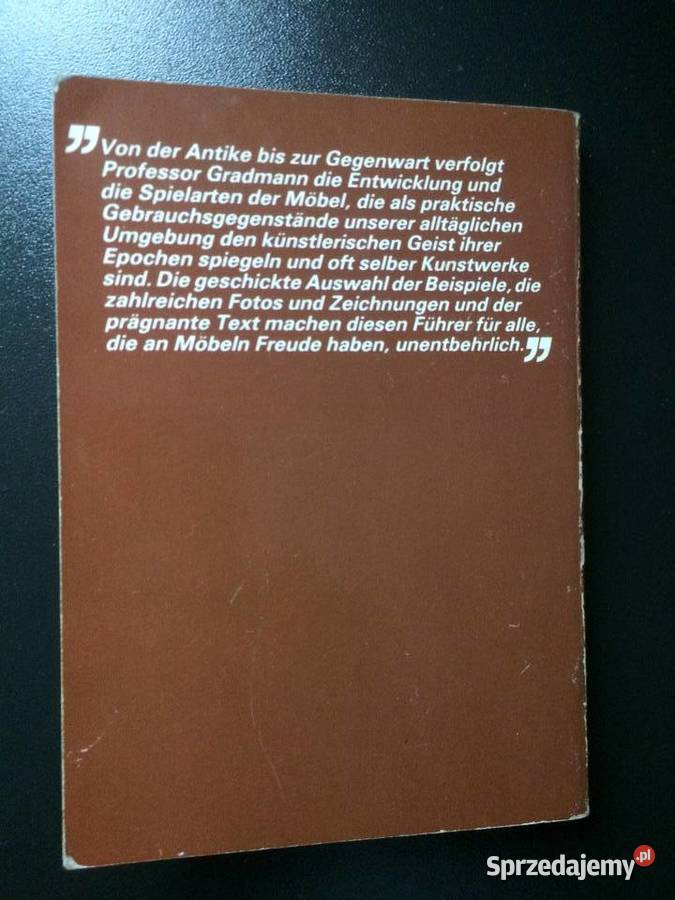 ”Von der Antike bis zur Gegenwart verfolgt
Professor Gradmann die Entwicklung und
die Spielarten der Möbel, die als praktische
Gebrauchsgegenstände unserer alltäglichen
Umgebung den künstlerischen Geist ihrer
Epochen spiegeln und oft selber Kunstwerke
sind. Die geschickte Auswahl der Beispiele, die
zahlreichen Fotos und Zeichnungen und der
prägnante Text machen diesen Führer für alle,
die an Möbeln Freude haben, unentbehrlich.”
Sprzedajemy.pl